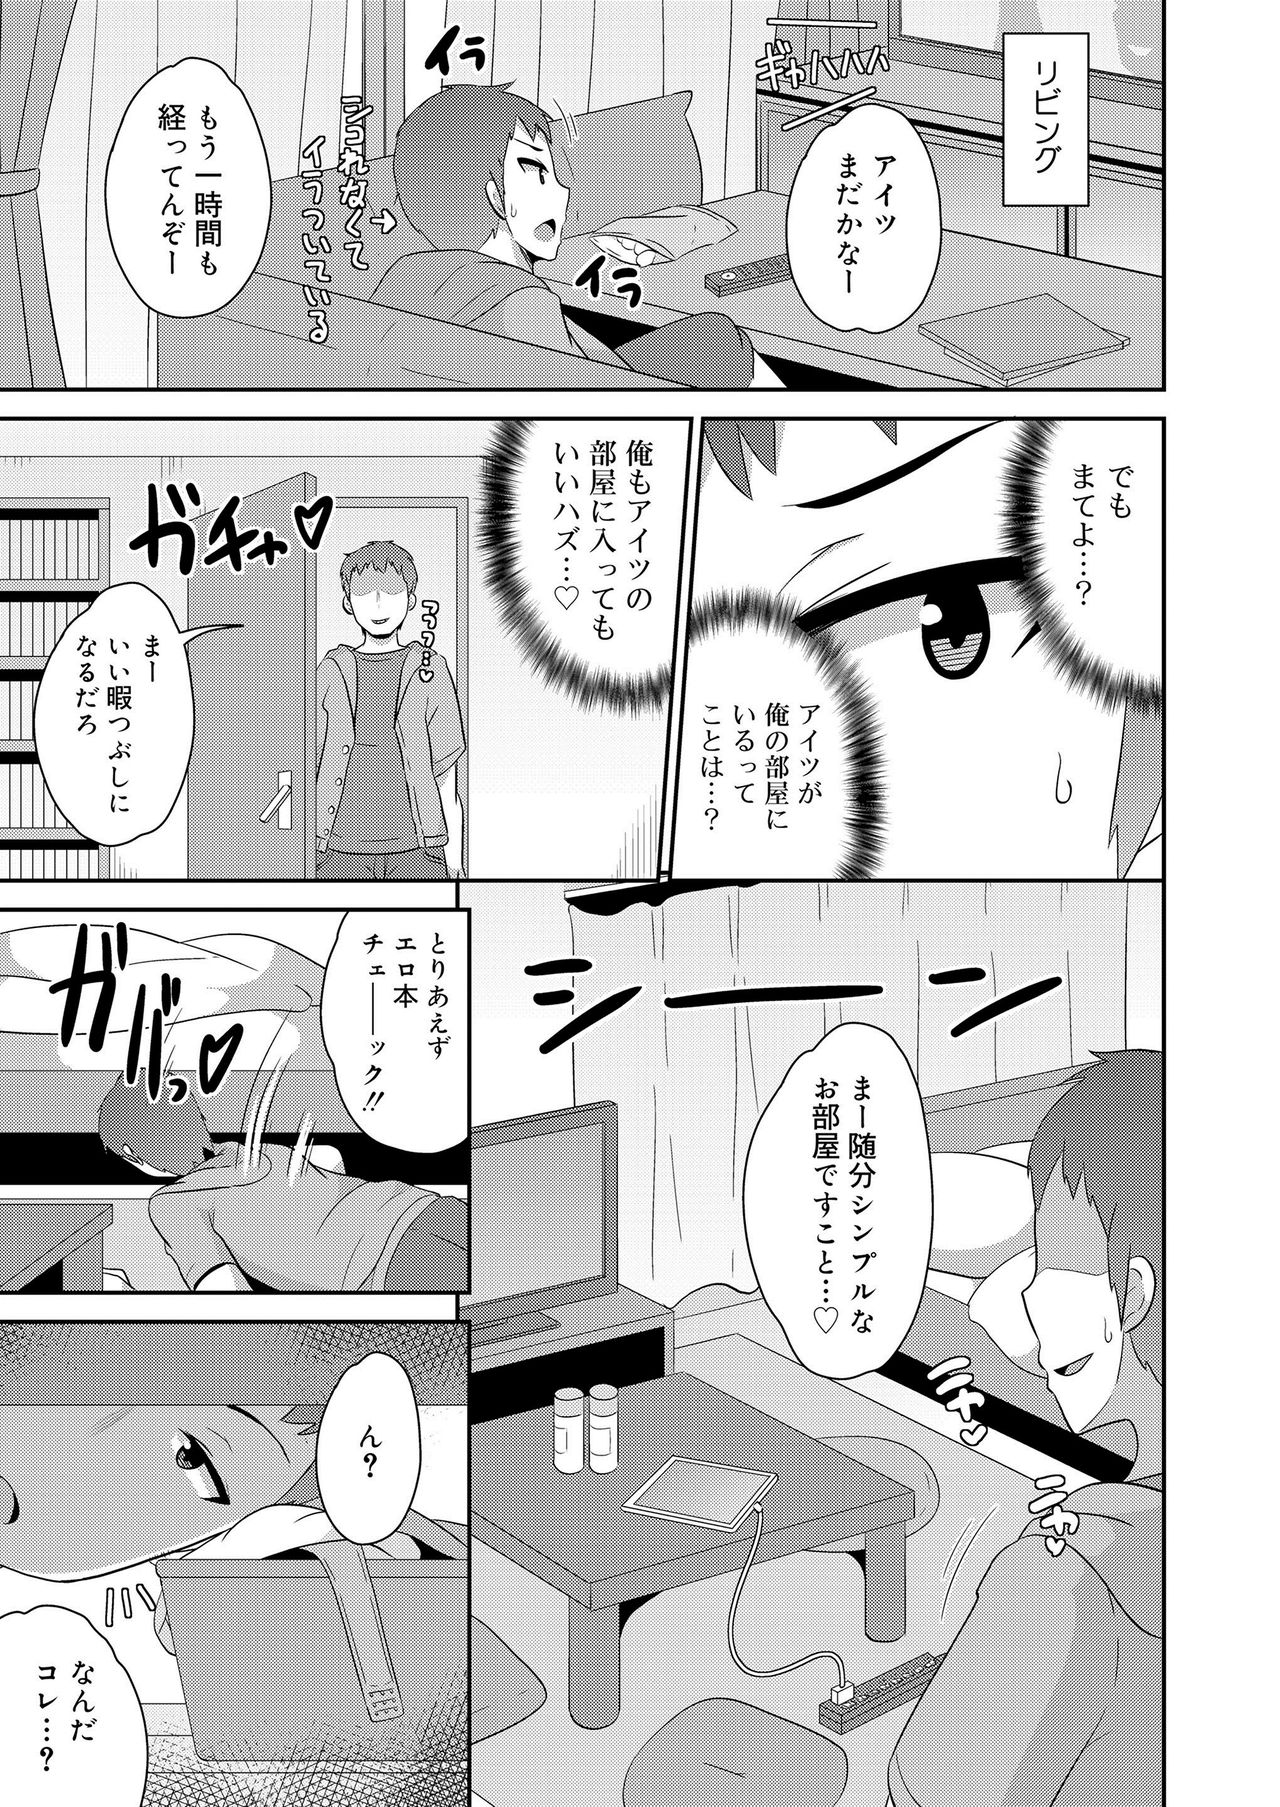 リビング
ギャハハハ
アイツ
まだかなー
イラ
イラ
シコれなくて
イラついている
もう一時間も
経ってんぞー
でも
まてよ…?
アイツが
俺の部屋に
いるって
ことは…?
俺もアイツの
部屋に入っても
いいハズ…♡
ガチャ♡
フフフ…♡
まー
いい暇つぶしに
なるだろ
シーーン
まー随分シンプルな
お部屋ですこと…♡
ニヤ♡
ニヤ♡
とりあえず
エロ本
チェーーック!!
ガバっ♡
ん?
なんだ
コレ…?